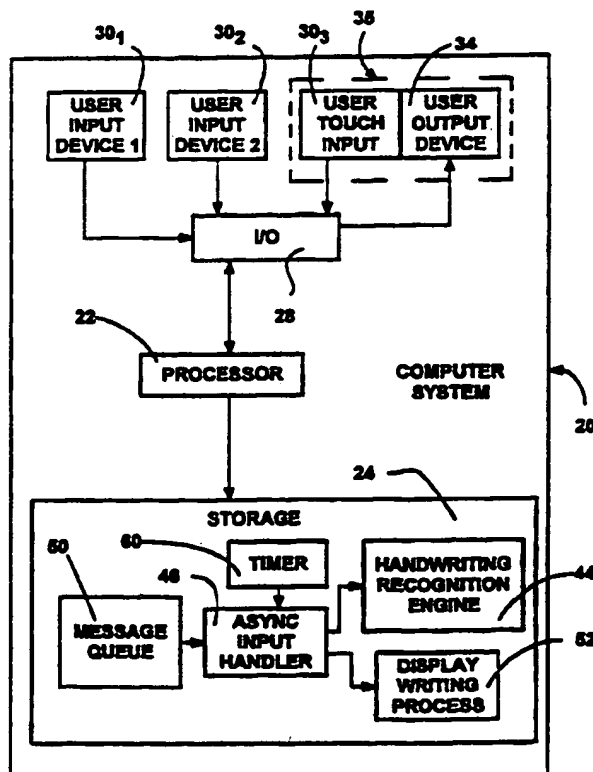 30₁
30₂
30₃
35
34
USER
INPUT
DEVICE 1
USER
INPUT
DEVICE 2
USER
TOUCH
INPUT
USER
OUTPUT
DEVICE
I/O
28
22
PROCESSOR
COMPUTER
SYSTEM
20
24
STORAGE
50
60
46
TIMER
MESSAGE
QUEUE
ASYNC
INPUT
HANDLER
HANDWRITING
RECOGNITION
ENGINE
44
52
DISPLAY
WRITING
PROCESS